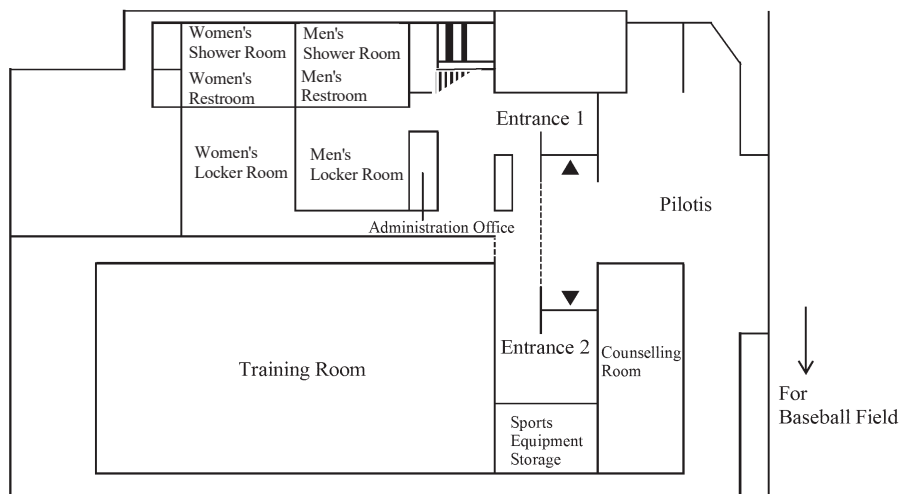 Women's
Shower Room
Men's
Shower Room
Women's
Restroom
Men's
Restroom
Entrance 1
Women's
Locker Room
Men's
Locker Room
Pilotis
Administration Office
Training Room
Entrance 2
Counselling
Room
For
Baseball Field
Sports
Equipment
Storage